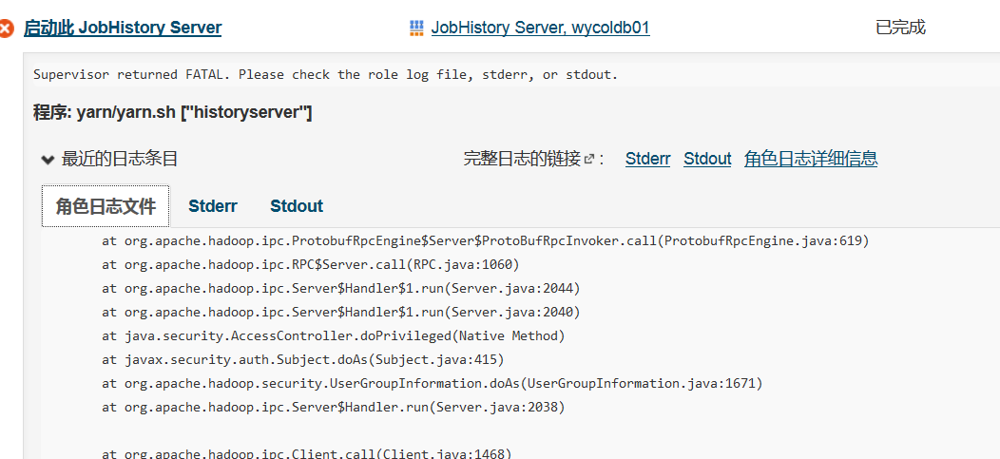 启动此 JobHistory Server JobHistory Server, wycoldb01 已完成
Supervisor returned FATAL. Please check the role log file, stderr, or stdout.
程序: yarn/yarn.sh ["historyserver"]
最近的日志条目 完整日志的链接 : Stderr Stdout 角色日志详细信息
角色日志文件 Stderr Stdout
at org.apache.hadoop.ipc.ProtobufRpcEngine$Server$ProtoBufRpcInvoker.call(ProtobufRpcEngine.java:619)
at org.apache.hadoop.ipc.RPC$Server.call(RPC.java:1060)
at org.apache.hadoop.ipc.Server$Handler$1.run(Server.java:2044)
at org.apache.hadoop.ipc.Server$Handler$1.run(Server.java:2040)
at java.security.AccessController.doPrivileged(Native Method)
at javax.security.auth.Subject.doAs(Subject.java:415)
at org.apache.hadoop.security.UserGroupInformation.doAs(UserGroupInformation.java:1671)
at org.apache.hadoop.ipc.Server$Handler.run(Server.java:2038)
at org.apache.hadoop.ipc.Client.call(Client.java:1468)